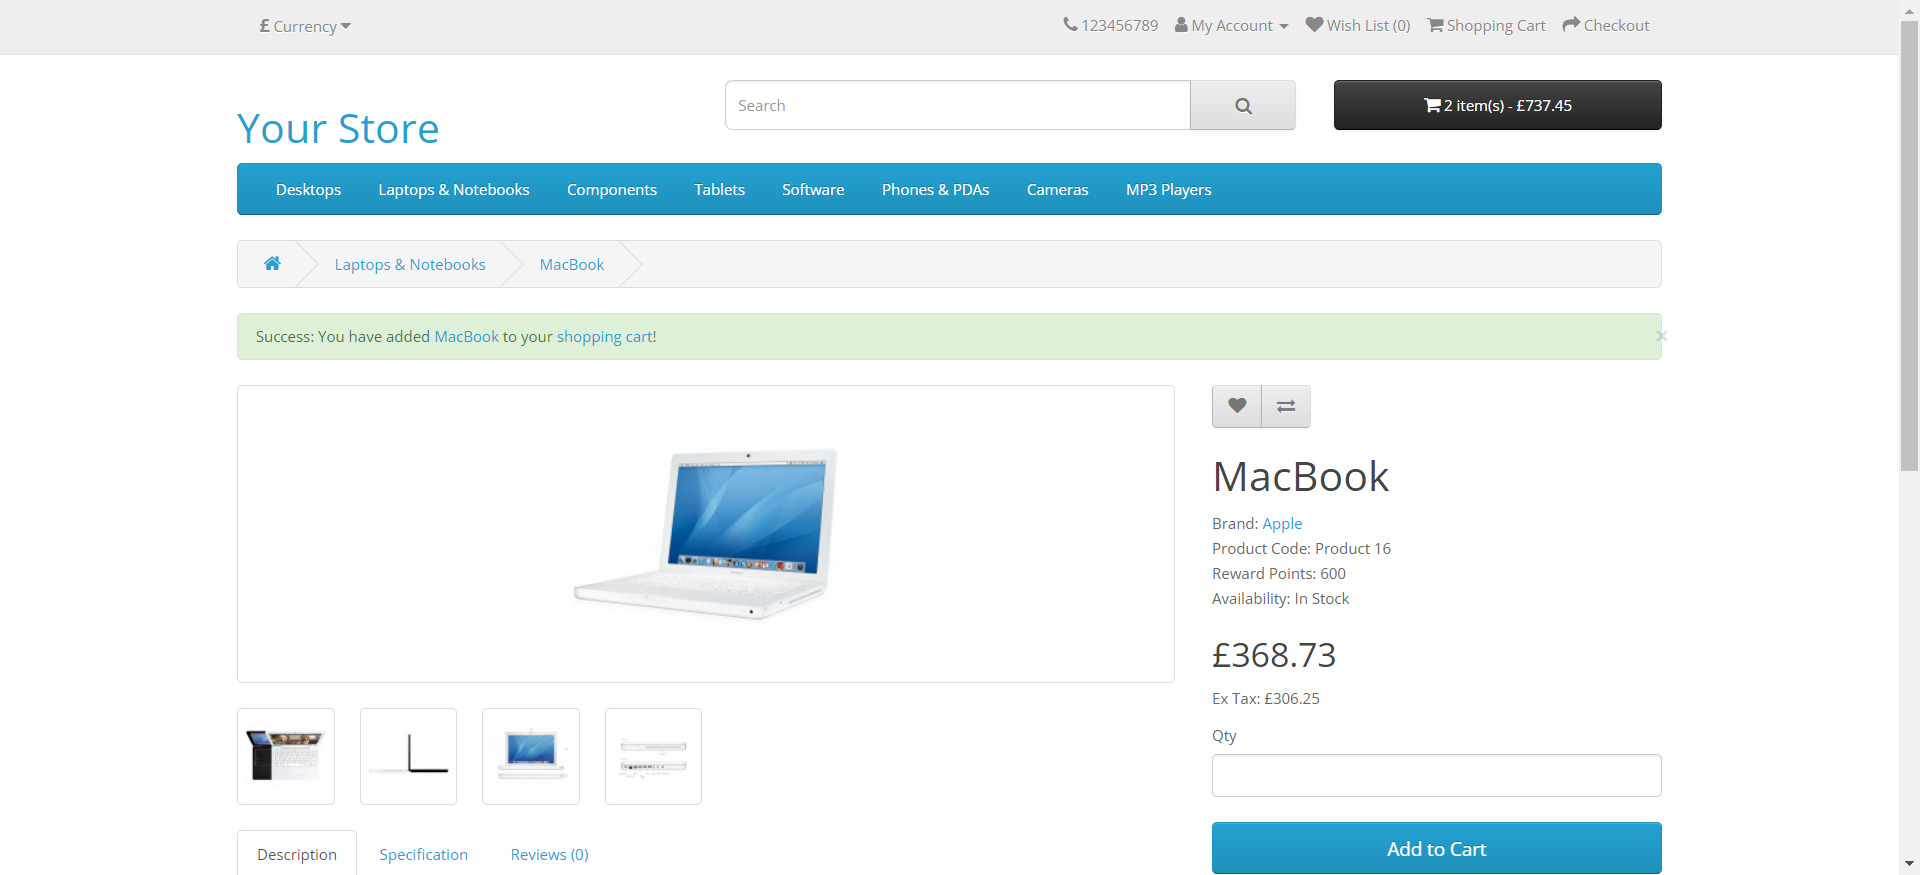 £ Currency
123456789 My Account Wish List (0) Shopping Cart Checkout
Your Store
Search
2 item(s) - £737.45
Desktops Laptops & Notebooks Components Tablets Software Phones & PDAs Cameras MP3 Players
Laptops & Notebooks MacBook
Success: You have added MacBook to your shopping cart!
×
MacBook
Brand: Apple
Product Code: Product 16
Reward Points: 600
Availability: In Stock
£368.73
Ex Tax: £306.25
Qty
Add to Cart
Description Specification Reviews (0)